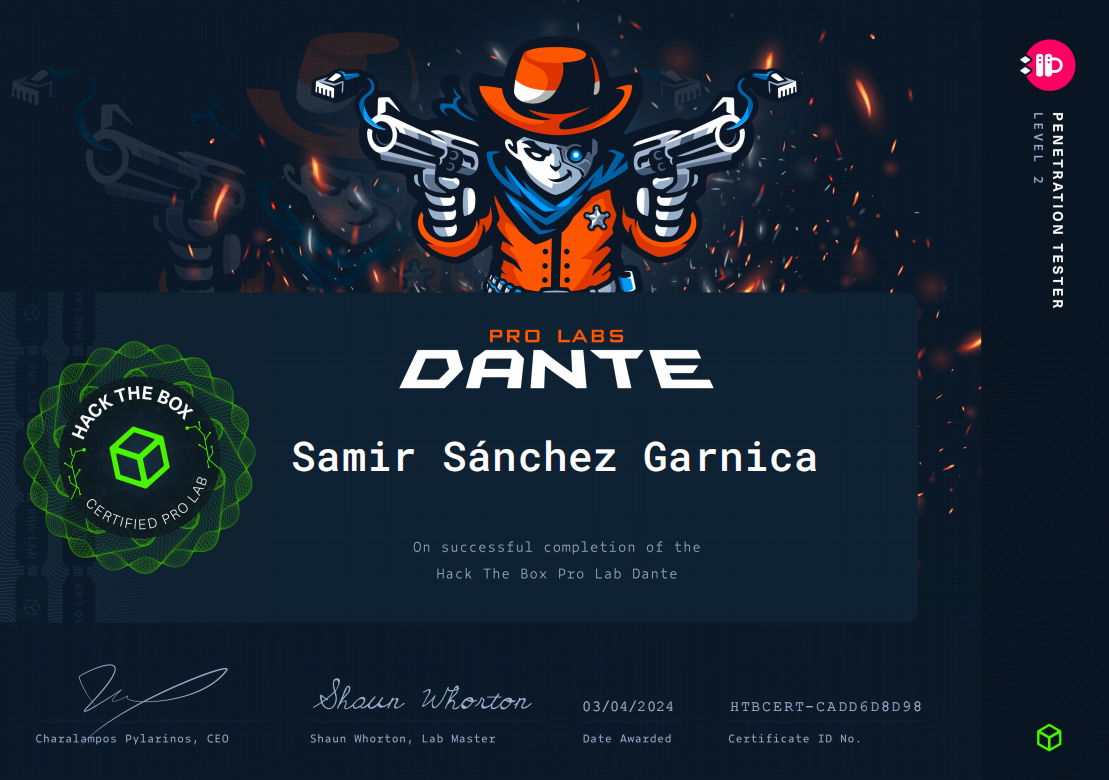 PENETRATION TESTER
LEVEL 2
PRO LABS
DANTE
HACK THE BOX
CERTIFIED PRO LAB
Samir Sánchez Garnica
On successful completion of the
Hack The Box Pro Lab Dante
Shaun Whorton
03/04/2024
HTBCERT-CADD6D8D98
Charalampos Pylarinos, CEO
Shaun Whorton, Lab Master
Date Awarded
Certificate ID No.